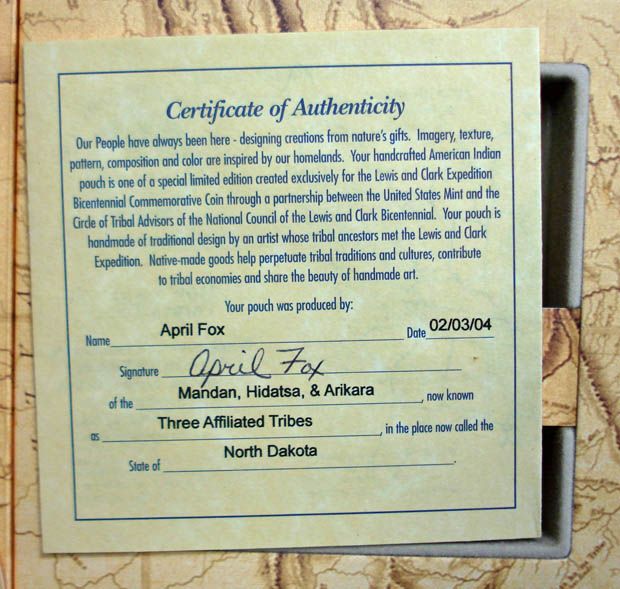 Certificate of Authenticity
Our People have always been here - designing creations from nature's gifts. Imagery, texture,
pattern, composition and color are inspired by our homelands. Your handcrafted American Indian
pouch is one of a special limited edition created exclusively for the Lewis and Clark Expedition
Bicentennial Commemorative Coin through a partnership between the United States Mint and the
Circle of Tribal Advisors of the National Council of the Lewis and Clark Bicentennial. Your pouch is
handmade of traditional design by an artist whose tribal ancestors met the Lewis and Clark
Expedition. Native-made goods help perpetuate tribal traditions and cultures, contribute
to tribal economies and share the beauty of handmade art.
Your pouch was produced by:
Name April Fox Date 02/03/04
Signature April Fox
of the Mandan, Hidatsa, & Arikara, now known
as Three Affiliated Tribes, in the place now called the
State of North Dakota.